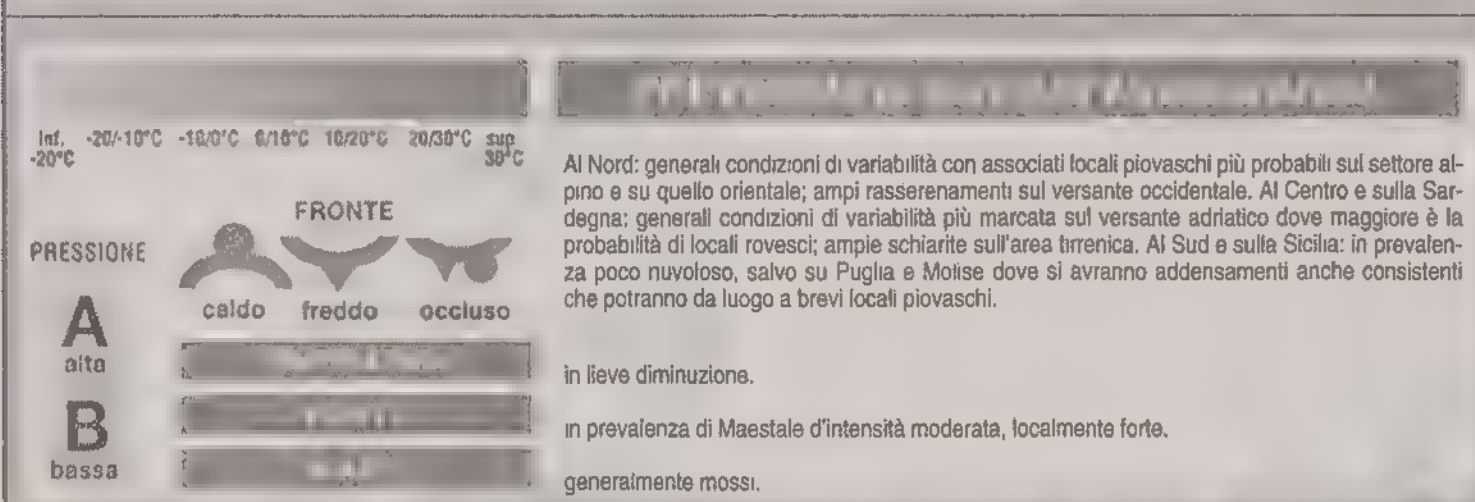 inf. -20°C
-20/-10°C -10/0°C 0/10°C 10/20°C 20/30°C sup 30°C
FRONTE
PRESSIONE
caldo freddo occluso
A
alta
B
bassa
Al Nord: generali condizioni di variabilità con associati locali piovaschi più probabili sul settore al-
pino e su quello orientale; ampi rasserenamenti sul versante occidentale. Al Centro e sulla Sar-
degna: generali condizioni di variabilità più marcata sul versante adriatico dove maggiore è la
probabilità di locali rovesci; ampie schiarite sull'area tirrenica. Al Sud e sulla Sicilia: in prevalen-
za poco nuvoloso, salvo su Puglia e Molise dove si avranno addensamenti anche consistenti
che potranno da luogo a brevi locali piovaschi.
in lieve diminuzione.
in prevalenza di Maestale d'intensità moderata, localmente forte.
generalmente mossi.